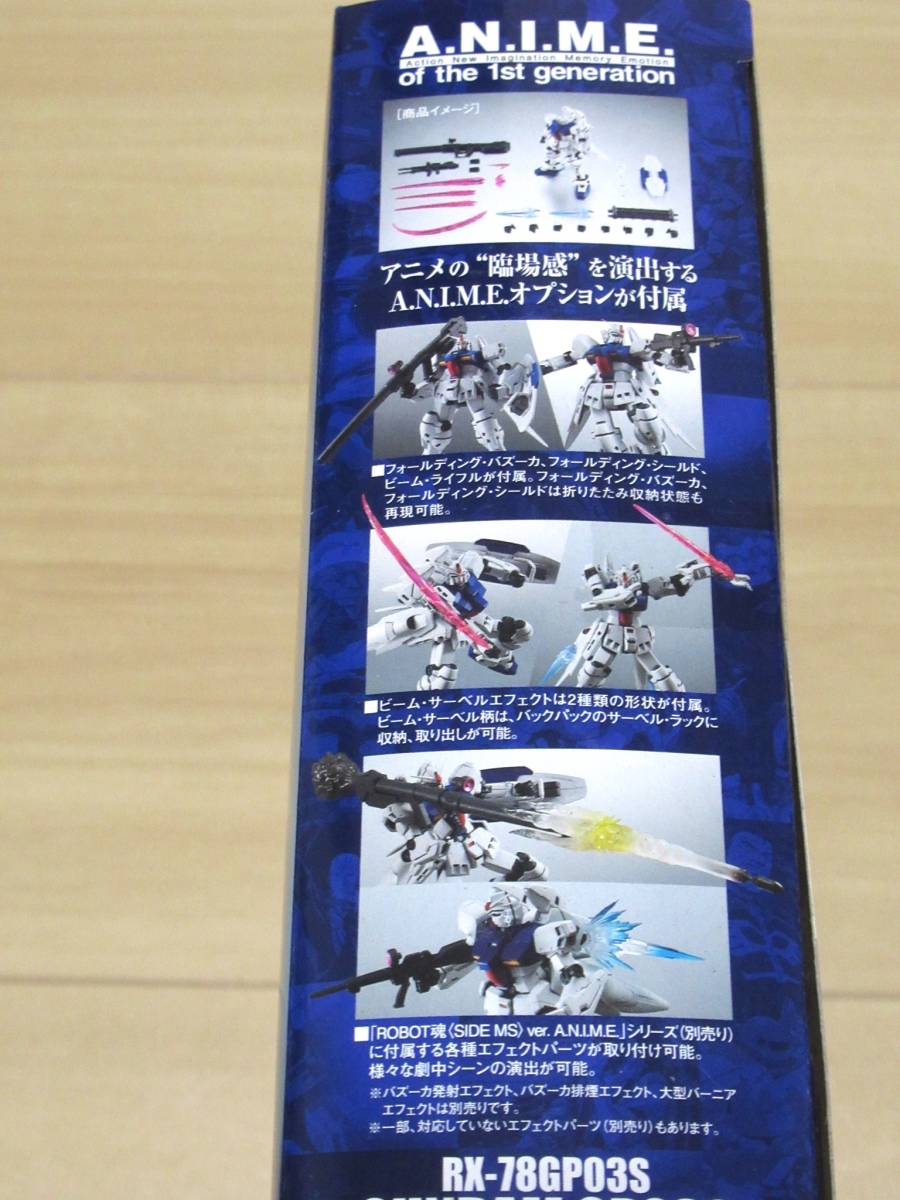 A.N.I.M.E.
Action New Imagination Memory Emotion
of the 1st generation
[商品イメージ]
アニメの“臨場感”を演出する
A.N.I.M.E.オプションが付属
■フォールディング・バズーカ、フォールディング・シールド、
ビーム・ライフルが付属。フォールディング・バズーカ、
フォールディング・シールドは折りたたみ収納状態も
再現可能。
■ビーム・サーベルエフェクトは2種類の形状が付属。
ビーム・サーベル柄は、バックパックのサーベル・ラックに
収納、取り出しが可能。
■「ROBOT魂〈SIDE MS〉 ver. A.N.I.M.E.」シリーズ(別売り)
に付属する各種エフェクトパーツが取り付け可能。
様々な劇中シーンの演出が可能。
※バズーカ発射エフェクト、バズーカ排煙エフェクト、大型バーニア
エフェクトは別売りです。
※一部、対応していないエフェクトパーツ(別売り)もあります。
RX-78GP03S